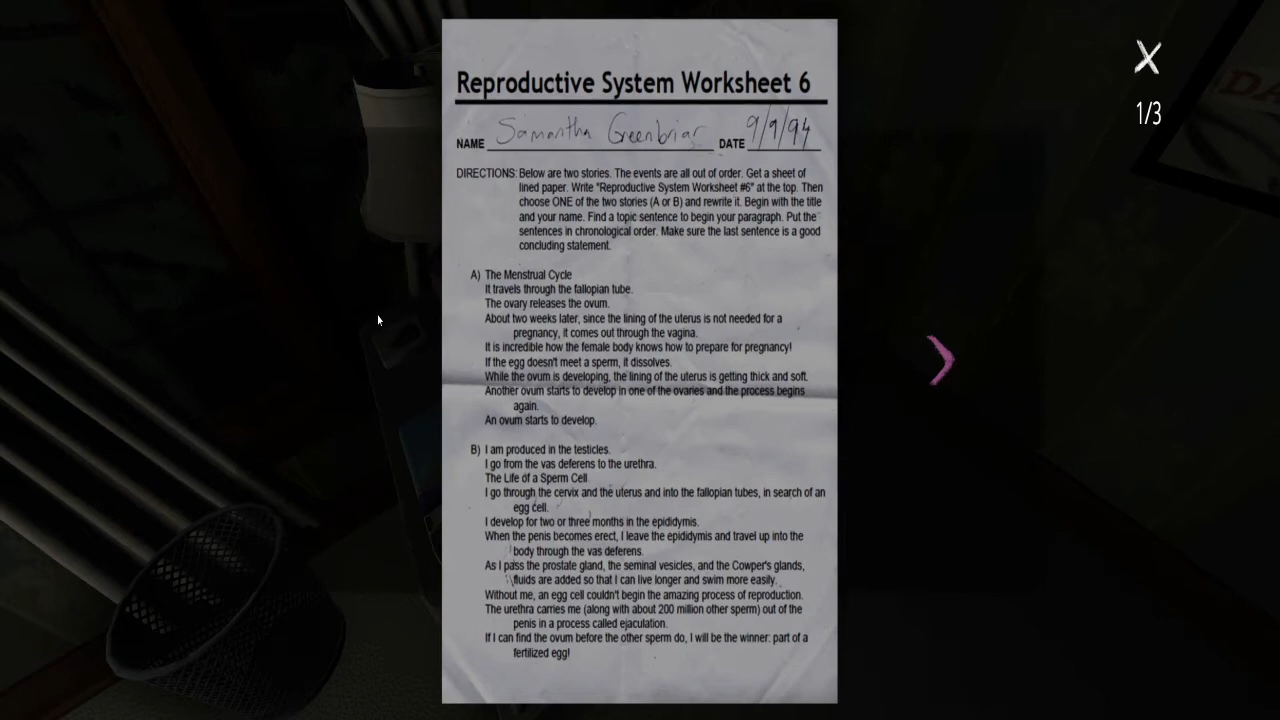 Reproductive System Worksheet 6
NAME Samantha Greenbriar DATE 9/9/94
DIRECTIONS: Below are two stories. The events are all out of order. Get a sheet of
lined paper. Write "Reproductive System Worksheet #6" at the top. Then
choose ONE of the two stories (A or B) and rewrite it. Begin with the title
and your name. Find a topic sentence to begin your paragraph. Put the
sentences in chronological order. Make sure the last sentence is a good
concluding statement.
A) The Menstrual Cycle
It travels through the fallopian tube.
The ovary releases the ovum.
About two weeks later, since the lining of the uterus is not needed for a
pregnancy, it comes out through the vagina.
It is incredible how the female body knows how to prepare for pregnancy!
If the egg doesn't meet a sperm, it dissolves.
While the ovum is developing, the lining of the uterus is getting thick and soft.
Another ovum starts to develop in one of the ovaries and the process begins
again.
An ovum starts to develop.
B) I am produced in the testicles.
I go from the vas deferens to the urethra.
The Life of a Sperm Cell
I go through the cervix and the uterus and into the fallopian tubes, in search of an
egg cell.
I develop for two or three months in the epididymis.
When the penis becomes erect, I leave the epididymis and travel up into the
body through the vas deferens.
As I pass the prostate gland, the seminal vesicles, and the Cowper's glands,
fluids are added so that I can live longer and swim more easily.
Without me, an egg cell couldn't begin the amazing process of reproduction.
The urethra carries me (along with about 200 million other sperm) out of the
penis in a process called ejaculation.
If I can find the ovum before the other sperm do, I will be the winner: part of a
fertilized egg!
X
1/3